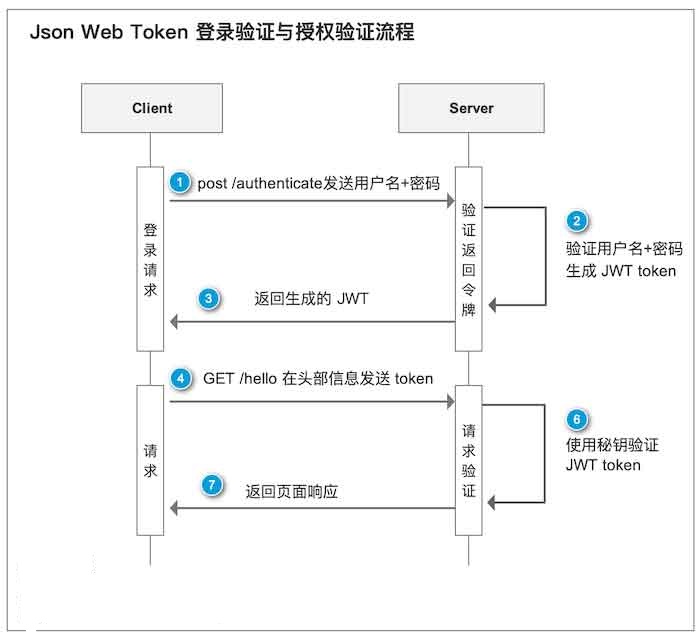 Json Web Token 登录验证与授权验证流程
Client
Server
1
post /authenticate发送用户名+密码
登录请求
验证返回令牌
2
验证用户名+密码
生成 JWT token
3
返回生成的 JWT
4
GET /hello 在头部信息发送 token
请求
请求验证
6
使用秘钥验证
JWT token
7
返回页面响应